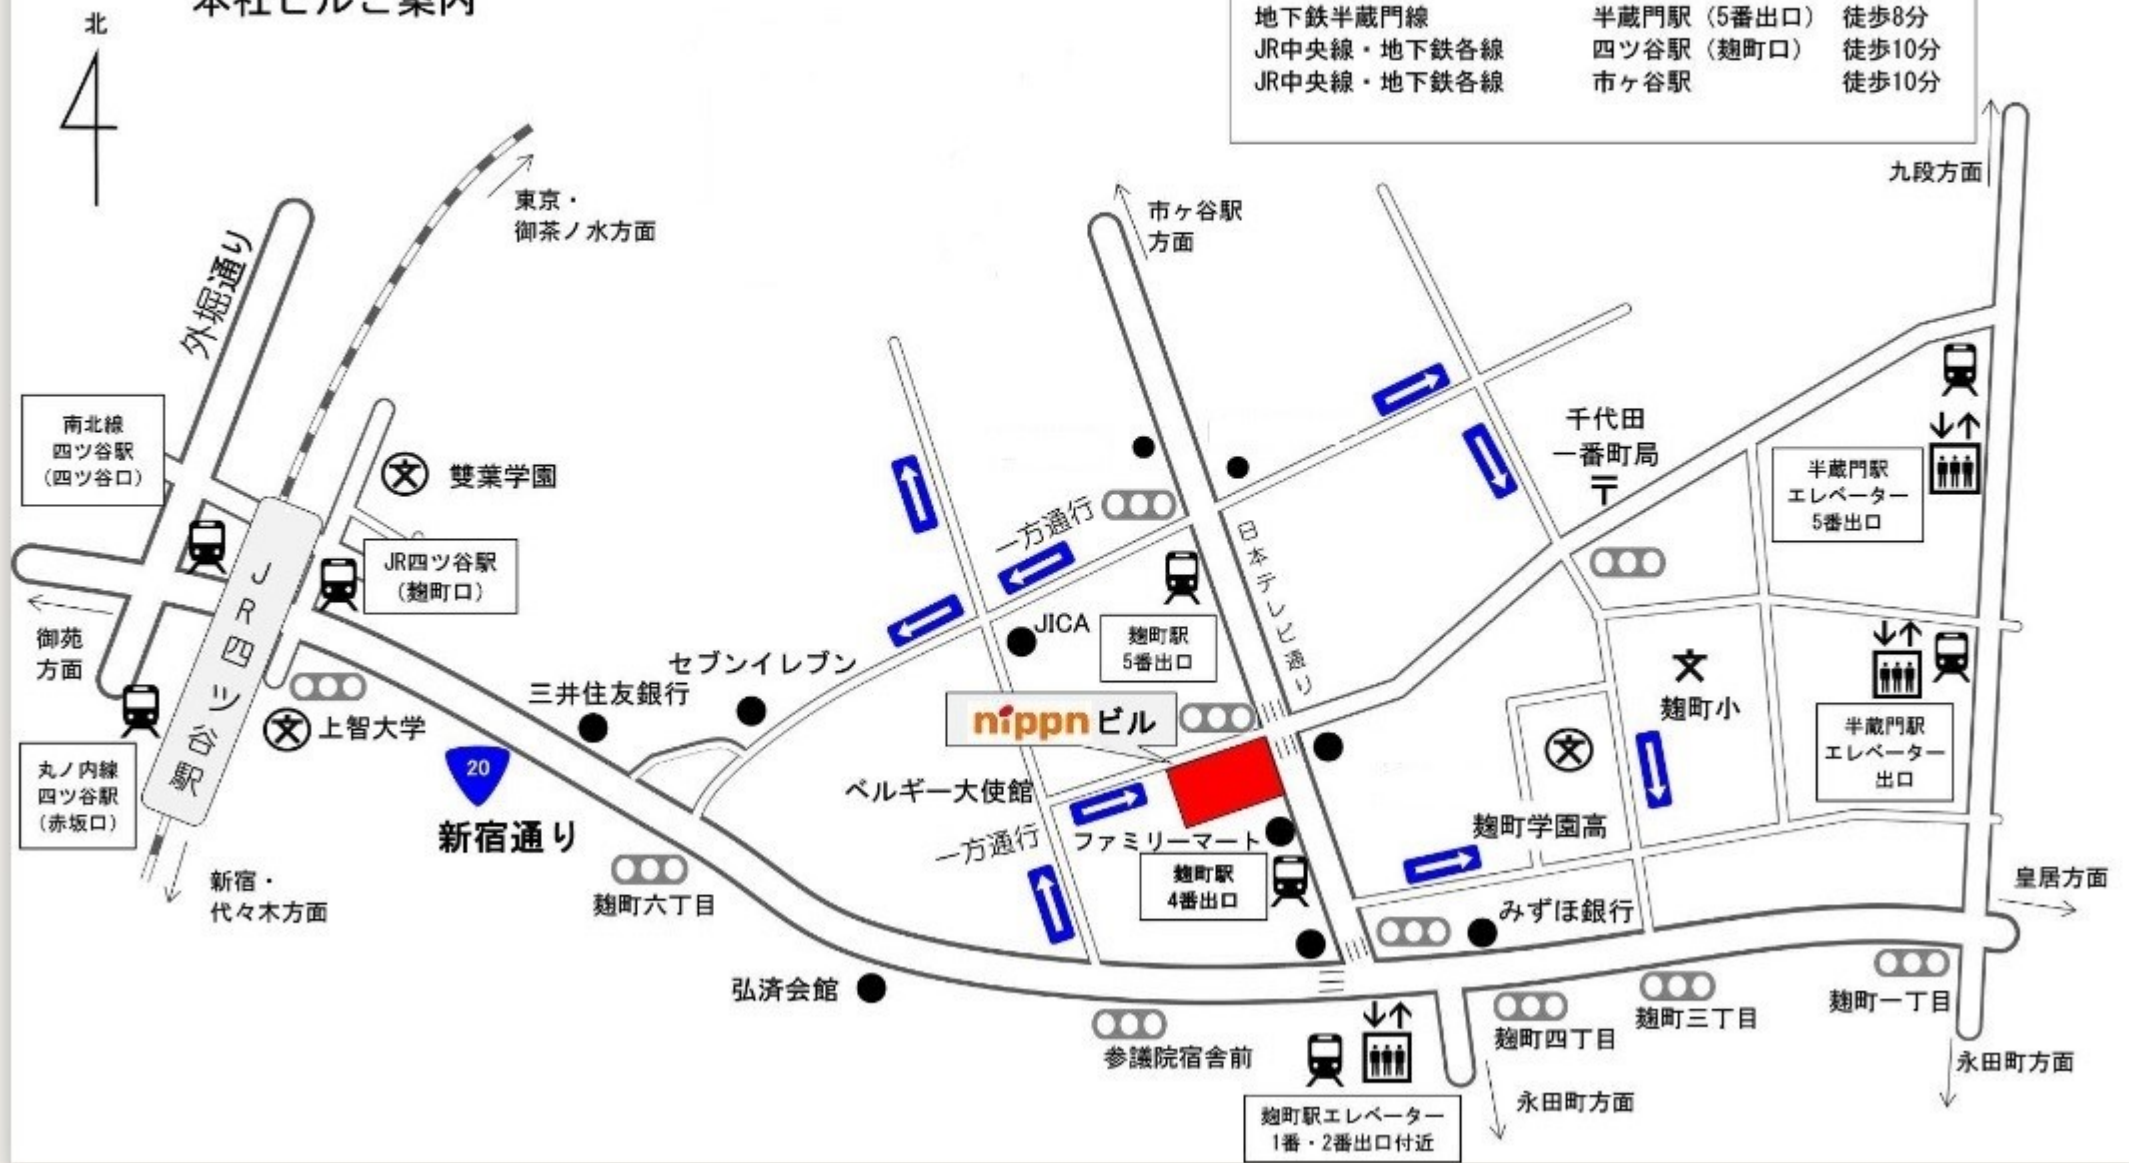 本社ビルご案内
北
地下鉄半蔵門線 半蔵門駅（5番出口） 徒歩8分
JR中央線・地下鉄各線 四ツ谷駅（麹町口） 徒歩10分
JR中央線・地下鉄各線 市ヶ谷駅 徒歩10分
九段方面
東京・
御茶ノ水方面
市ヶ谷駅
方面
外堀通り
南北線
四ツ谷駅
（四ツ谷口）
雙葉学園
JR四ツ谷駅
（麹町口）
JR四ツ谷駅
御苑
方面
丸ノ内線
四ツ谷駅
（赤坂口）
上智大学
20
新宿通り
新宿・
代々木方面
三井住友銀行
セブンイレブン
一方通行
JICA
麹町駅
5番出口
日本テレビ通り
千代田
一番町局
〒
半蔵門駅
エレベーター
5番出口
文
麹町小
半蔵門駅
エレベーター
出口
nippn ビル
ベルギー大使館
一方通行
ファミリーマート
麹町駅
4番出口
麹町学園高
みずほ銀行
皇居方面
麹町六丁目
弘済会館
参議院宿舎前
麹町四丁目
麹町三丁目
麹町一丁目
永田町方面
永田町方面
麹町駅エレベーター
1番・2番出口付近